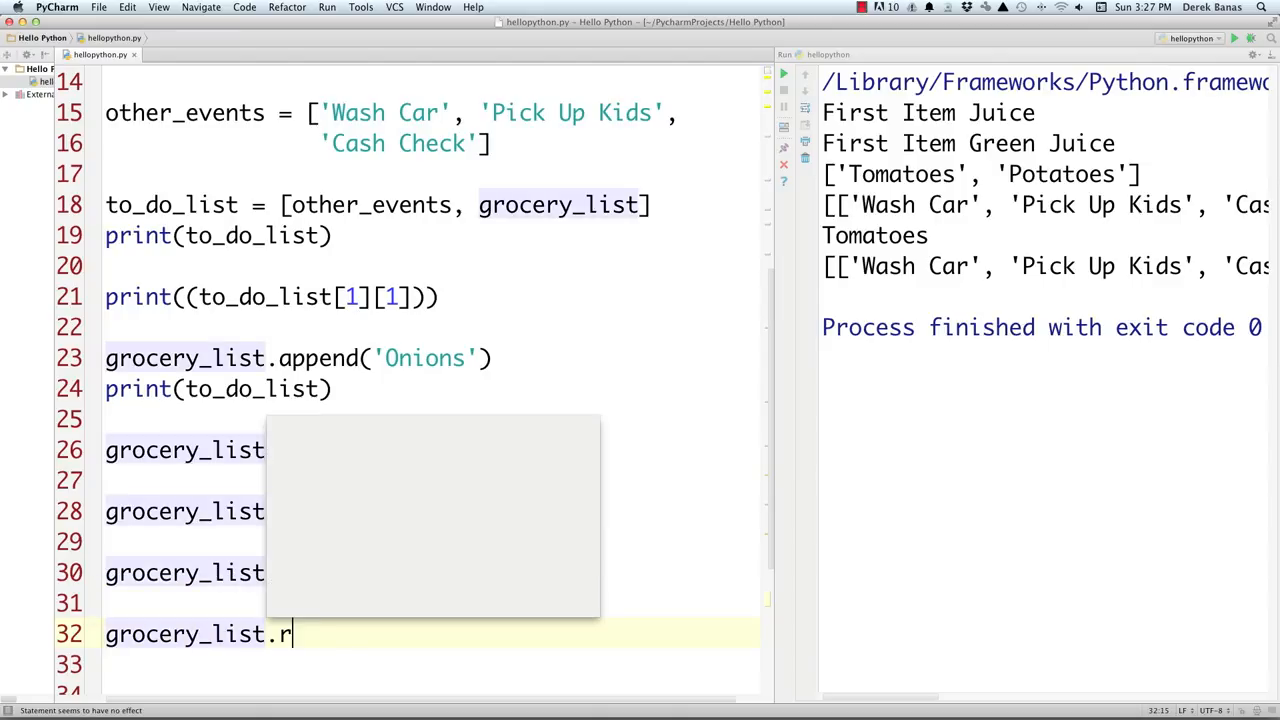 PyCharm File Edit View Navigate Code Refactor Run Tools VCS Window Help 10 Sun 3:27 PM Derek Banas
hellopython.py - Hello Python - [~/PycharmProjects/Hello Python]
Hello Python hellopython.py hellopython
hellopython.py × Run hellopython
Hello P
hell
Externa
14
15 other_events = ['Wash Car', 'Pick Up Kids',
16 'Cash Check']
17
18 to_do_list = [other_events, grocery_list]
19 print(to_do_list)
20
21 print((to_do_list[1][1]))
22
23 grocery_list.append('Onions')
24 print(to_do_list)
25
26 grocery_list
27
28 grocery_list
29
30 grocery_list
31
32 grocery_list.r
33
34
/Library/Frameworks/Python.framewo
First Item Juice
First Item Green Juice
['Tomatoes', 'Potatoes']
[['Wash Car', 'Pick Up Kids', 'Cas
Tomatoes
[['Wash Car', 'Pick Up Kids', 'Cas
Process finished with exit code 0
Statement seems to have no effect 32:15 LF UTF-8